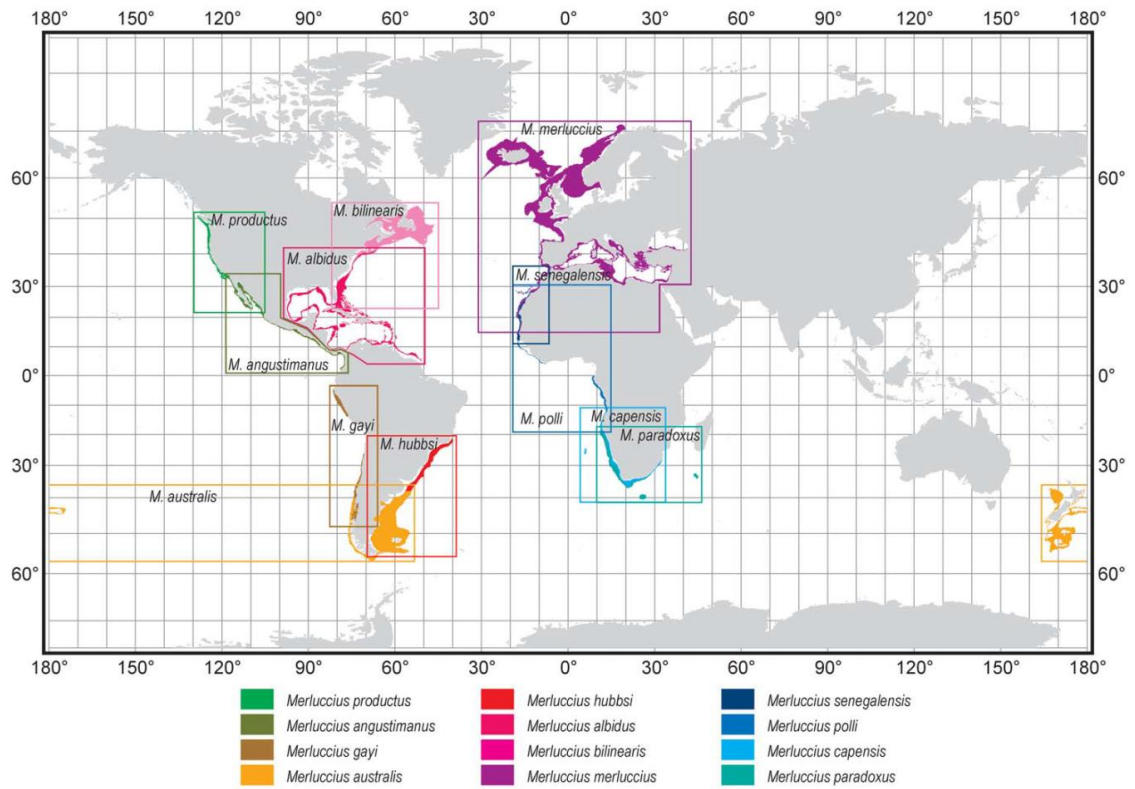 180° 150° 120° 90° 60° 30° 0° 30° 60° 90° 120° 150° 180°
M. merluccius
60° 60°
M. productus
M. bilinearis
M. albidus
M. senegalensis
30° 30°
M. angustimanus
0° 0°
M. gayi
M. polli
M. capensis
M. hubbsi
M. paradoxus
30° 30°
M. australis
60° 60°
180° 150° 120° 90° 60° 30° 0° 30° 60° 90° 120° 150° 180°
Merluccius productus
Merluccius angustimanus
Merluccius gayi
Merluccius australis
Merluccius hubbsi
Merluccius albidus
Merluccius bilinearis
Merluccius merluccius
Merluccius senegalensis
Merluccius polli
Merluccius capensis
Merluccius paradoxus